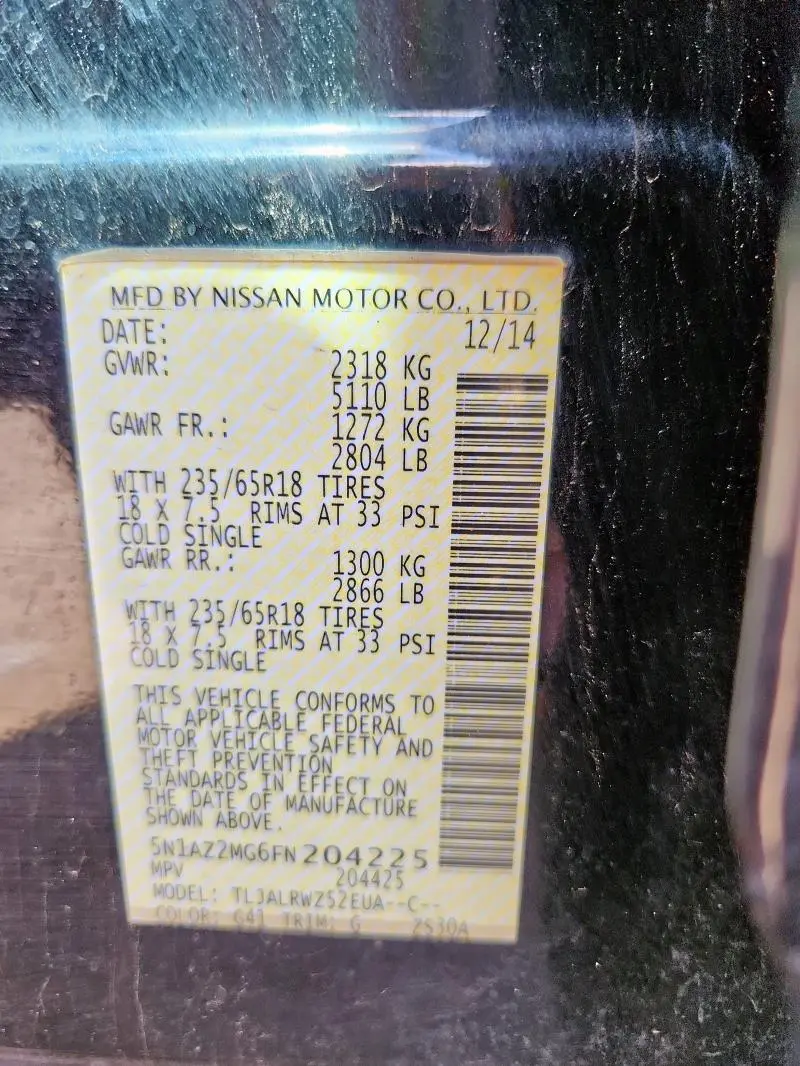 MFD BY NISSAN MOTOR CO., LTD.
DATE: 12/14
GVWR: 2318 KG
5110 LB
GAWR FR.: 1272 KG
2804 LB
WITH 235/65R18 TIRES
18 X 7.5 RIMS AT 33 PSI
COLD SINGLE
GAWR RR.: 1300 KG
2866 LB
WITH 235/65R18 TIRES
18 X 7.5 RIMS AT 33 PSI
COLD SINGLE
THIS VEHICLE CONFORMS TO
ALL APPLICABLE FEDERAL
MOTOR VEHICLE SAFETY AND
THEFT PREVENTION
STANDARDS IN EFFECT ON
THE DATE OF MANUFACTURE
SHOWN ABOVE.
5N1AZ2MG6FN204225
MPV 204425
MODEL: TLJALRWZ52EUA--C--
COLOR: G41 TRIM: G 2S30A